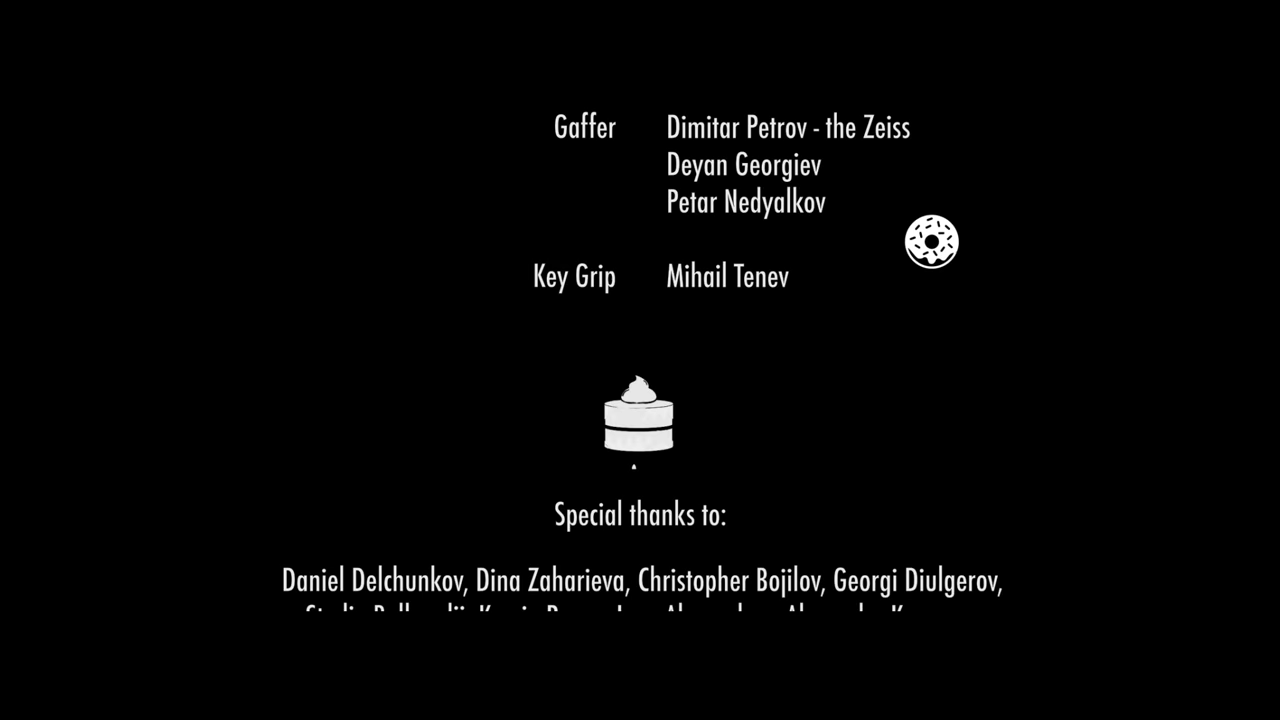 Gaffer Dimitar Petrov - the Zeiss
Deyan Georgiev
Petar Nedyalkov
Key Grip Mihail Tenev
Special thanks to:
Daniel Delchunkov, Dina Zaharieva, Christopher Bojilov, Georgi Diulgerov,